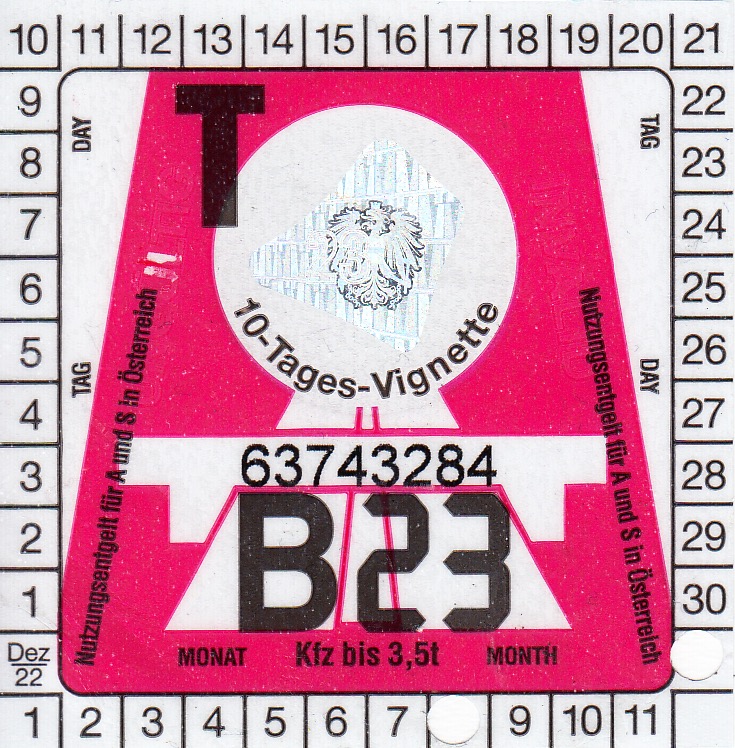 10 11 12 13 14 15 16 17 18 19 20 21
9 22
8 23
7 24
6 25
5 26
4 27
3 28
2 29
1 30
Dez
22
1 2 3 4 5 6 7 9 10 11
DAY
TAG
TAG
DAY
T
10-Tages-Vignette
Nutzungsentgelt für A und S in Österreich
Nutzungsentgelt für A und S in Österreich
63743284
B23
MONAT Kfz bis 3,5t MONTH